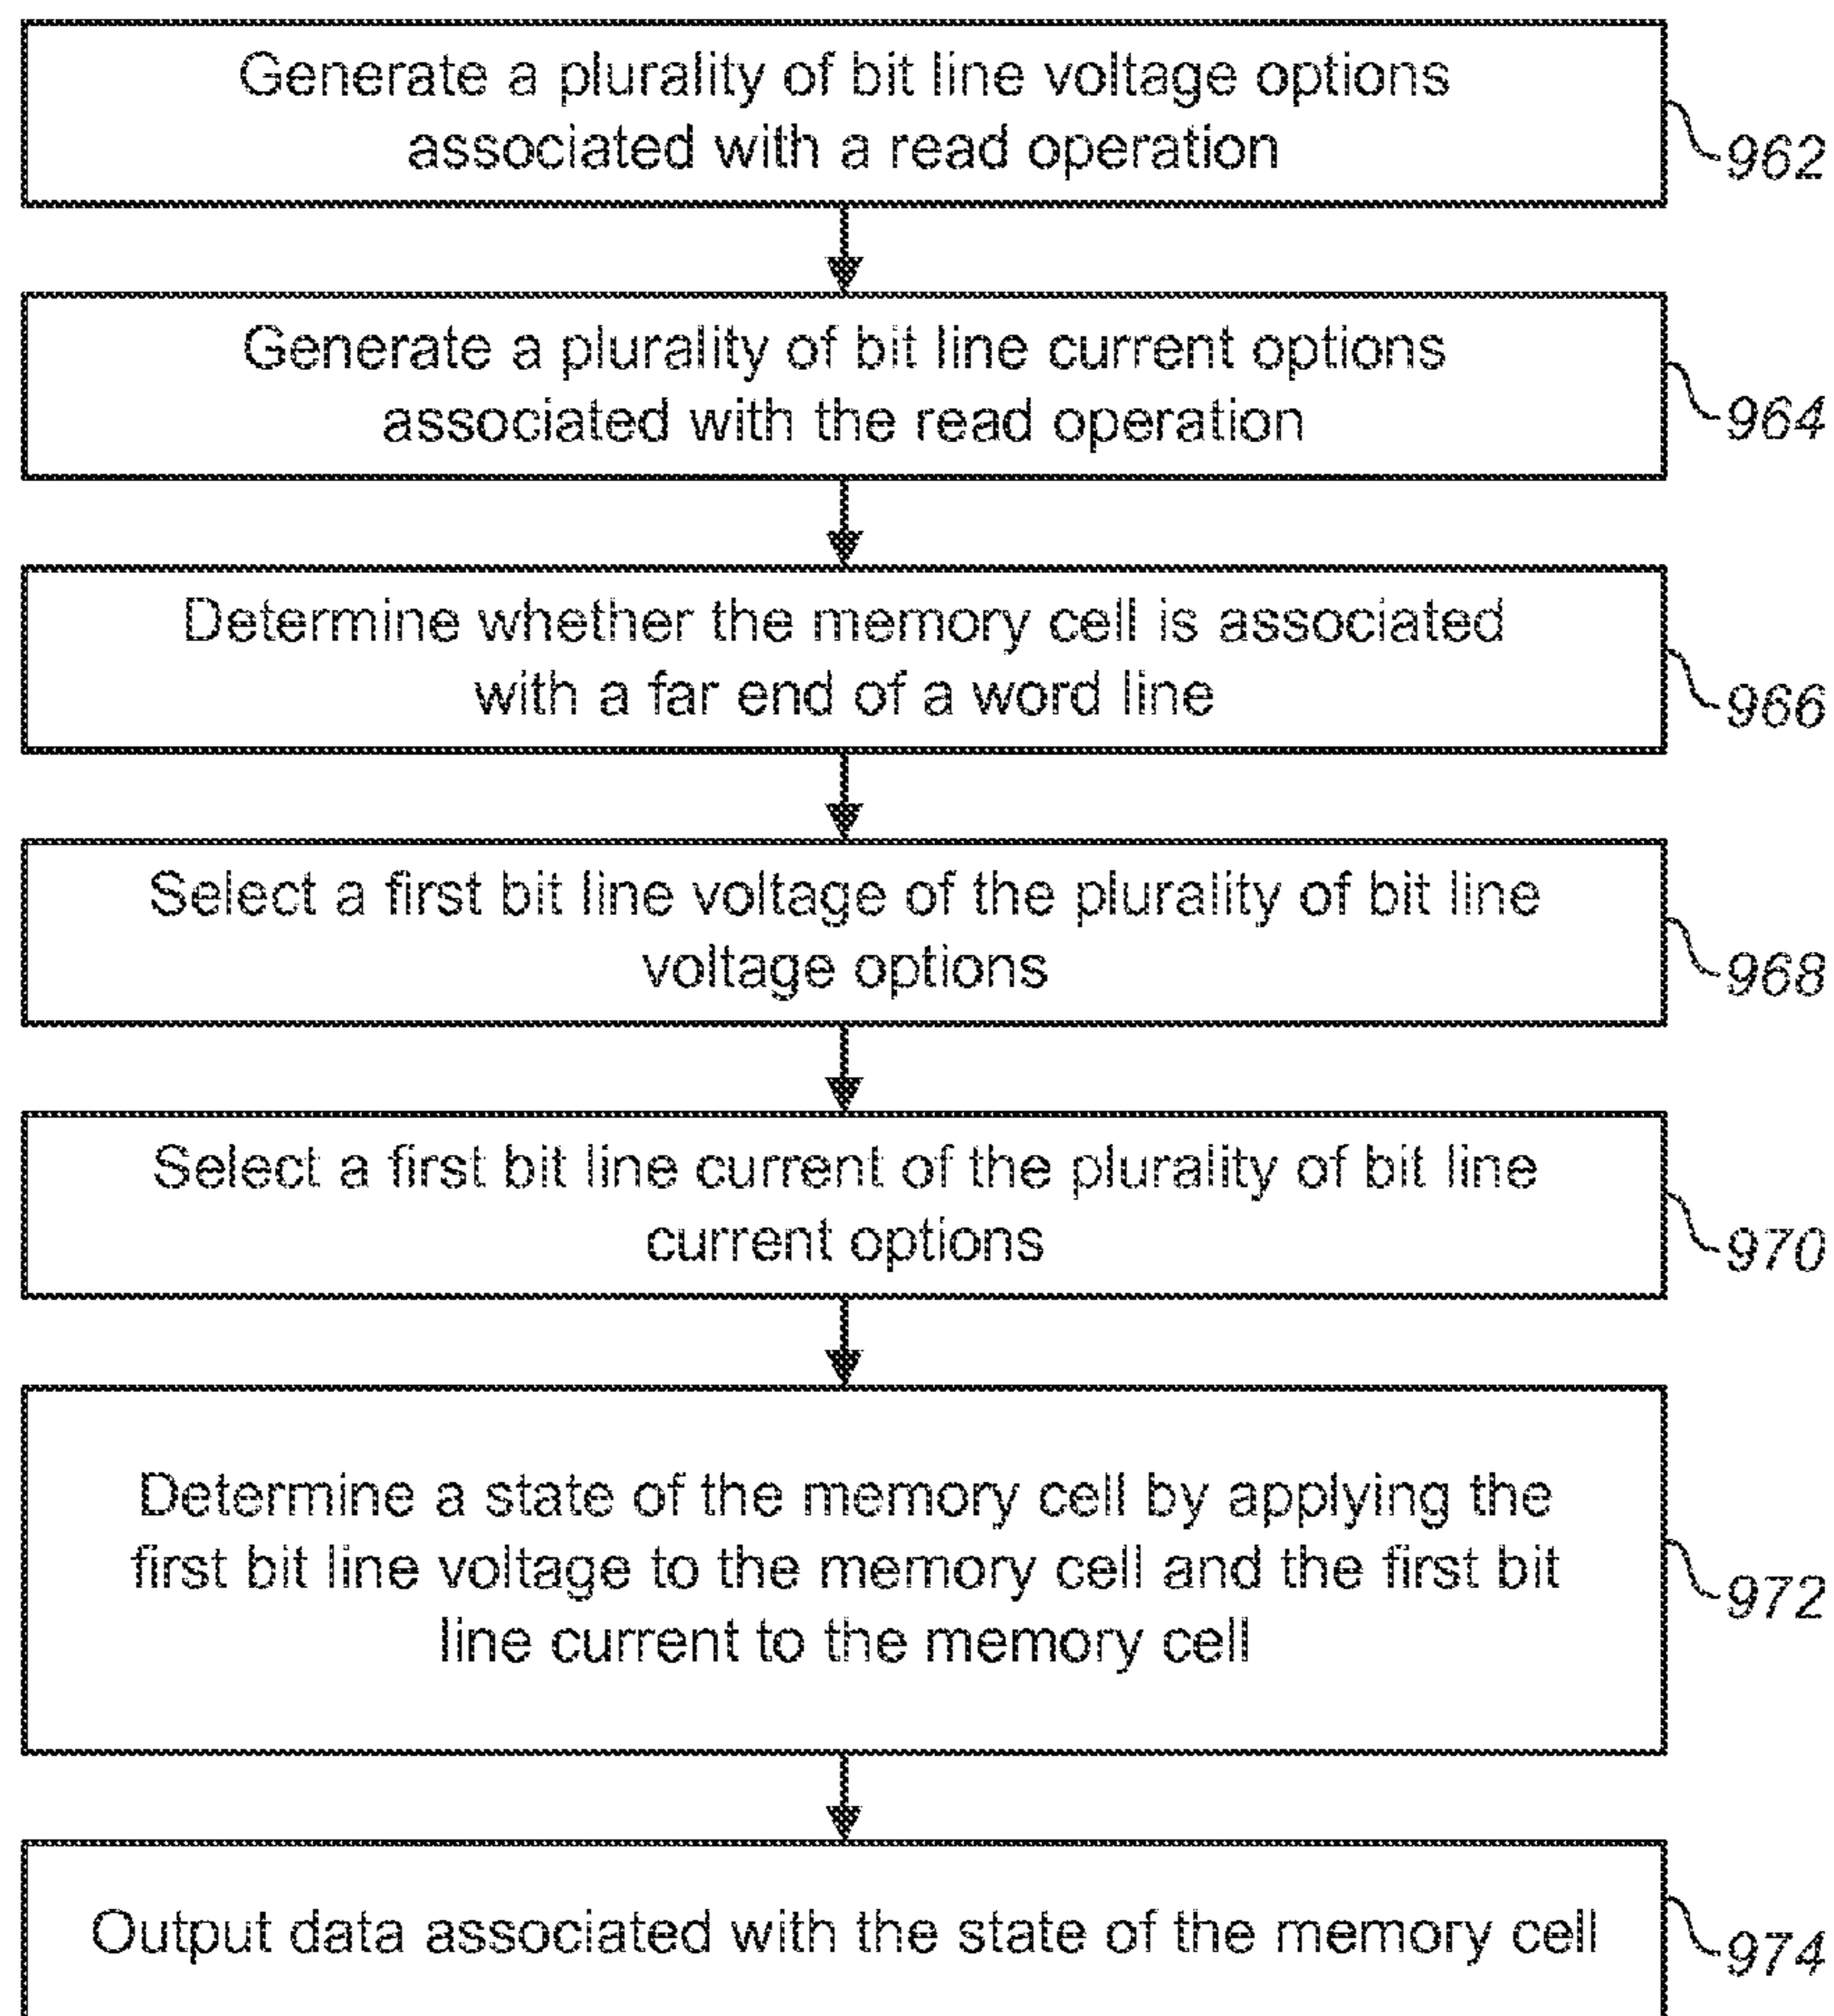 Generate a plurality of bit line voltage options
associated with a read operation
962
Generate a plurality of bit line current options
associated with the read operation
964
Determine whether the memory cell is associated
with a far end of a word line
966
Select a first bit line voltage of the plurality of bit line
voltage options
968
Select a first bit line current of the plurality of bit line
current options
970
Determine a state of the memory cell by applying the
first bit line voltage to the memory cell and the first bit
line current to the memory cell
972
Output data associated with the state of the memory cell
974